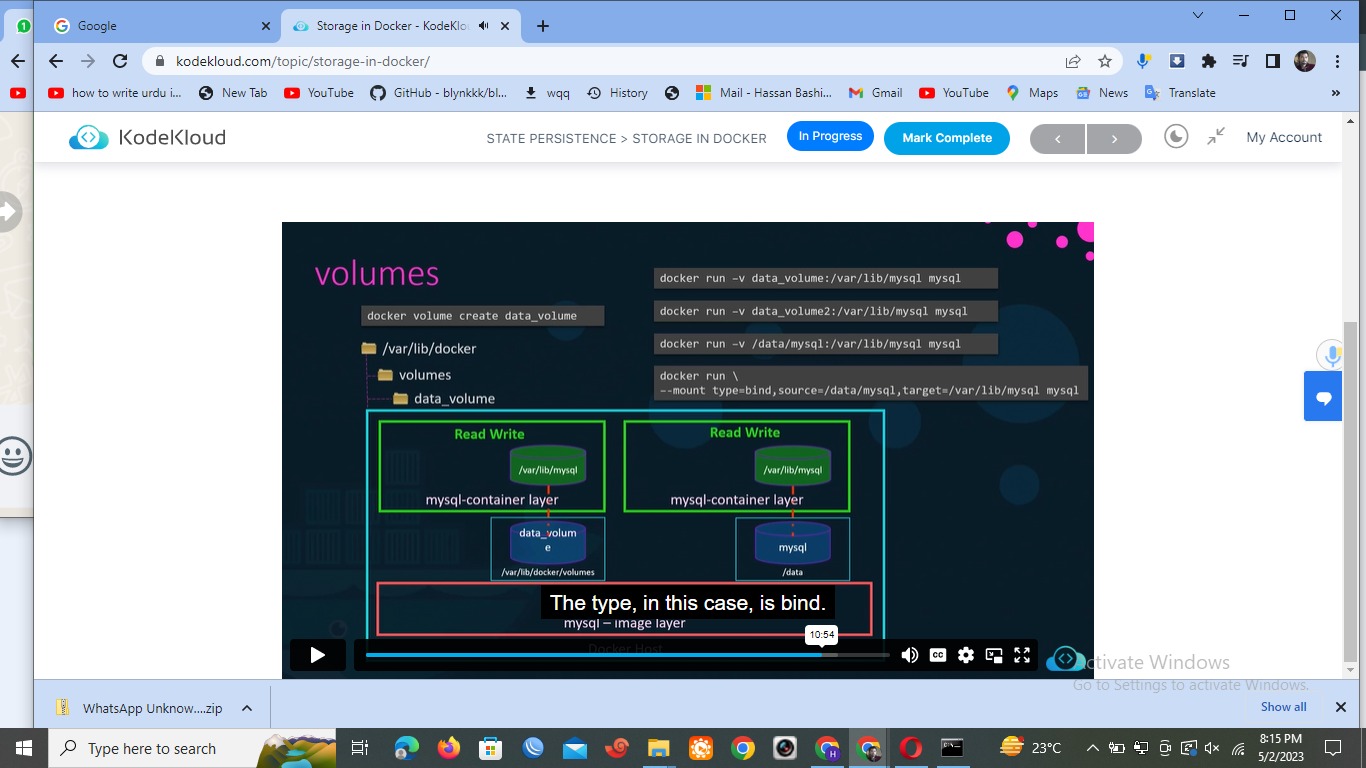 Google
Storage in Docker - KodeKlo
kodekloud.com/topic/storage-in-docker/
how to write urdu i...
New Tab
YouTube
GitHub - blynkkk/bl...
wqq
History
Mail - Hassan Bashi...
Gmail
YouTube
Maps
News
Translate
»
KodeKloud
STATE PERSISTENCE > STORAGE IN DOCKER
In Progress
Mark Complete
My Account
volumes
docker volume create data_volume
/var/lib/docker
volumes
data_volume
docker run –v data_volume:/var/lib/mysql mysql
docker run –v data_volume2:/var/lib/mysql mysql
docker run –v /data/mysql:/var/lib/mysql mysql
docker run \
--mount type=bind,source=/data/mysql,target=/var/lib/mysql mysql
Read Write
/var/lib/mysql
mysql-container layer
data_volum
e
/var/lib/docker/volumes
Read Write
/var/lib/mysql
mysql-container layer
mysql
/data
The type, in this case, is bind.
mysql – image layer
Docker Host
10:54
CC
Activate Windows
Go to Settings to activate Windows.
WhatsApp Unknow....zip
Show all
Type here to search
23°C
8:15 PM
5/2/2023